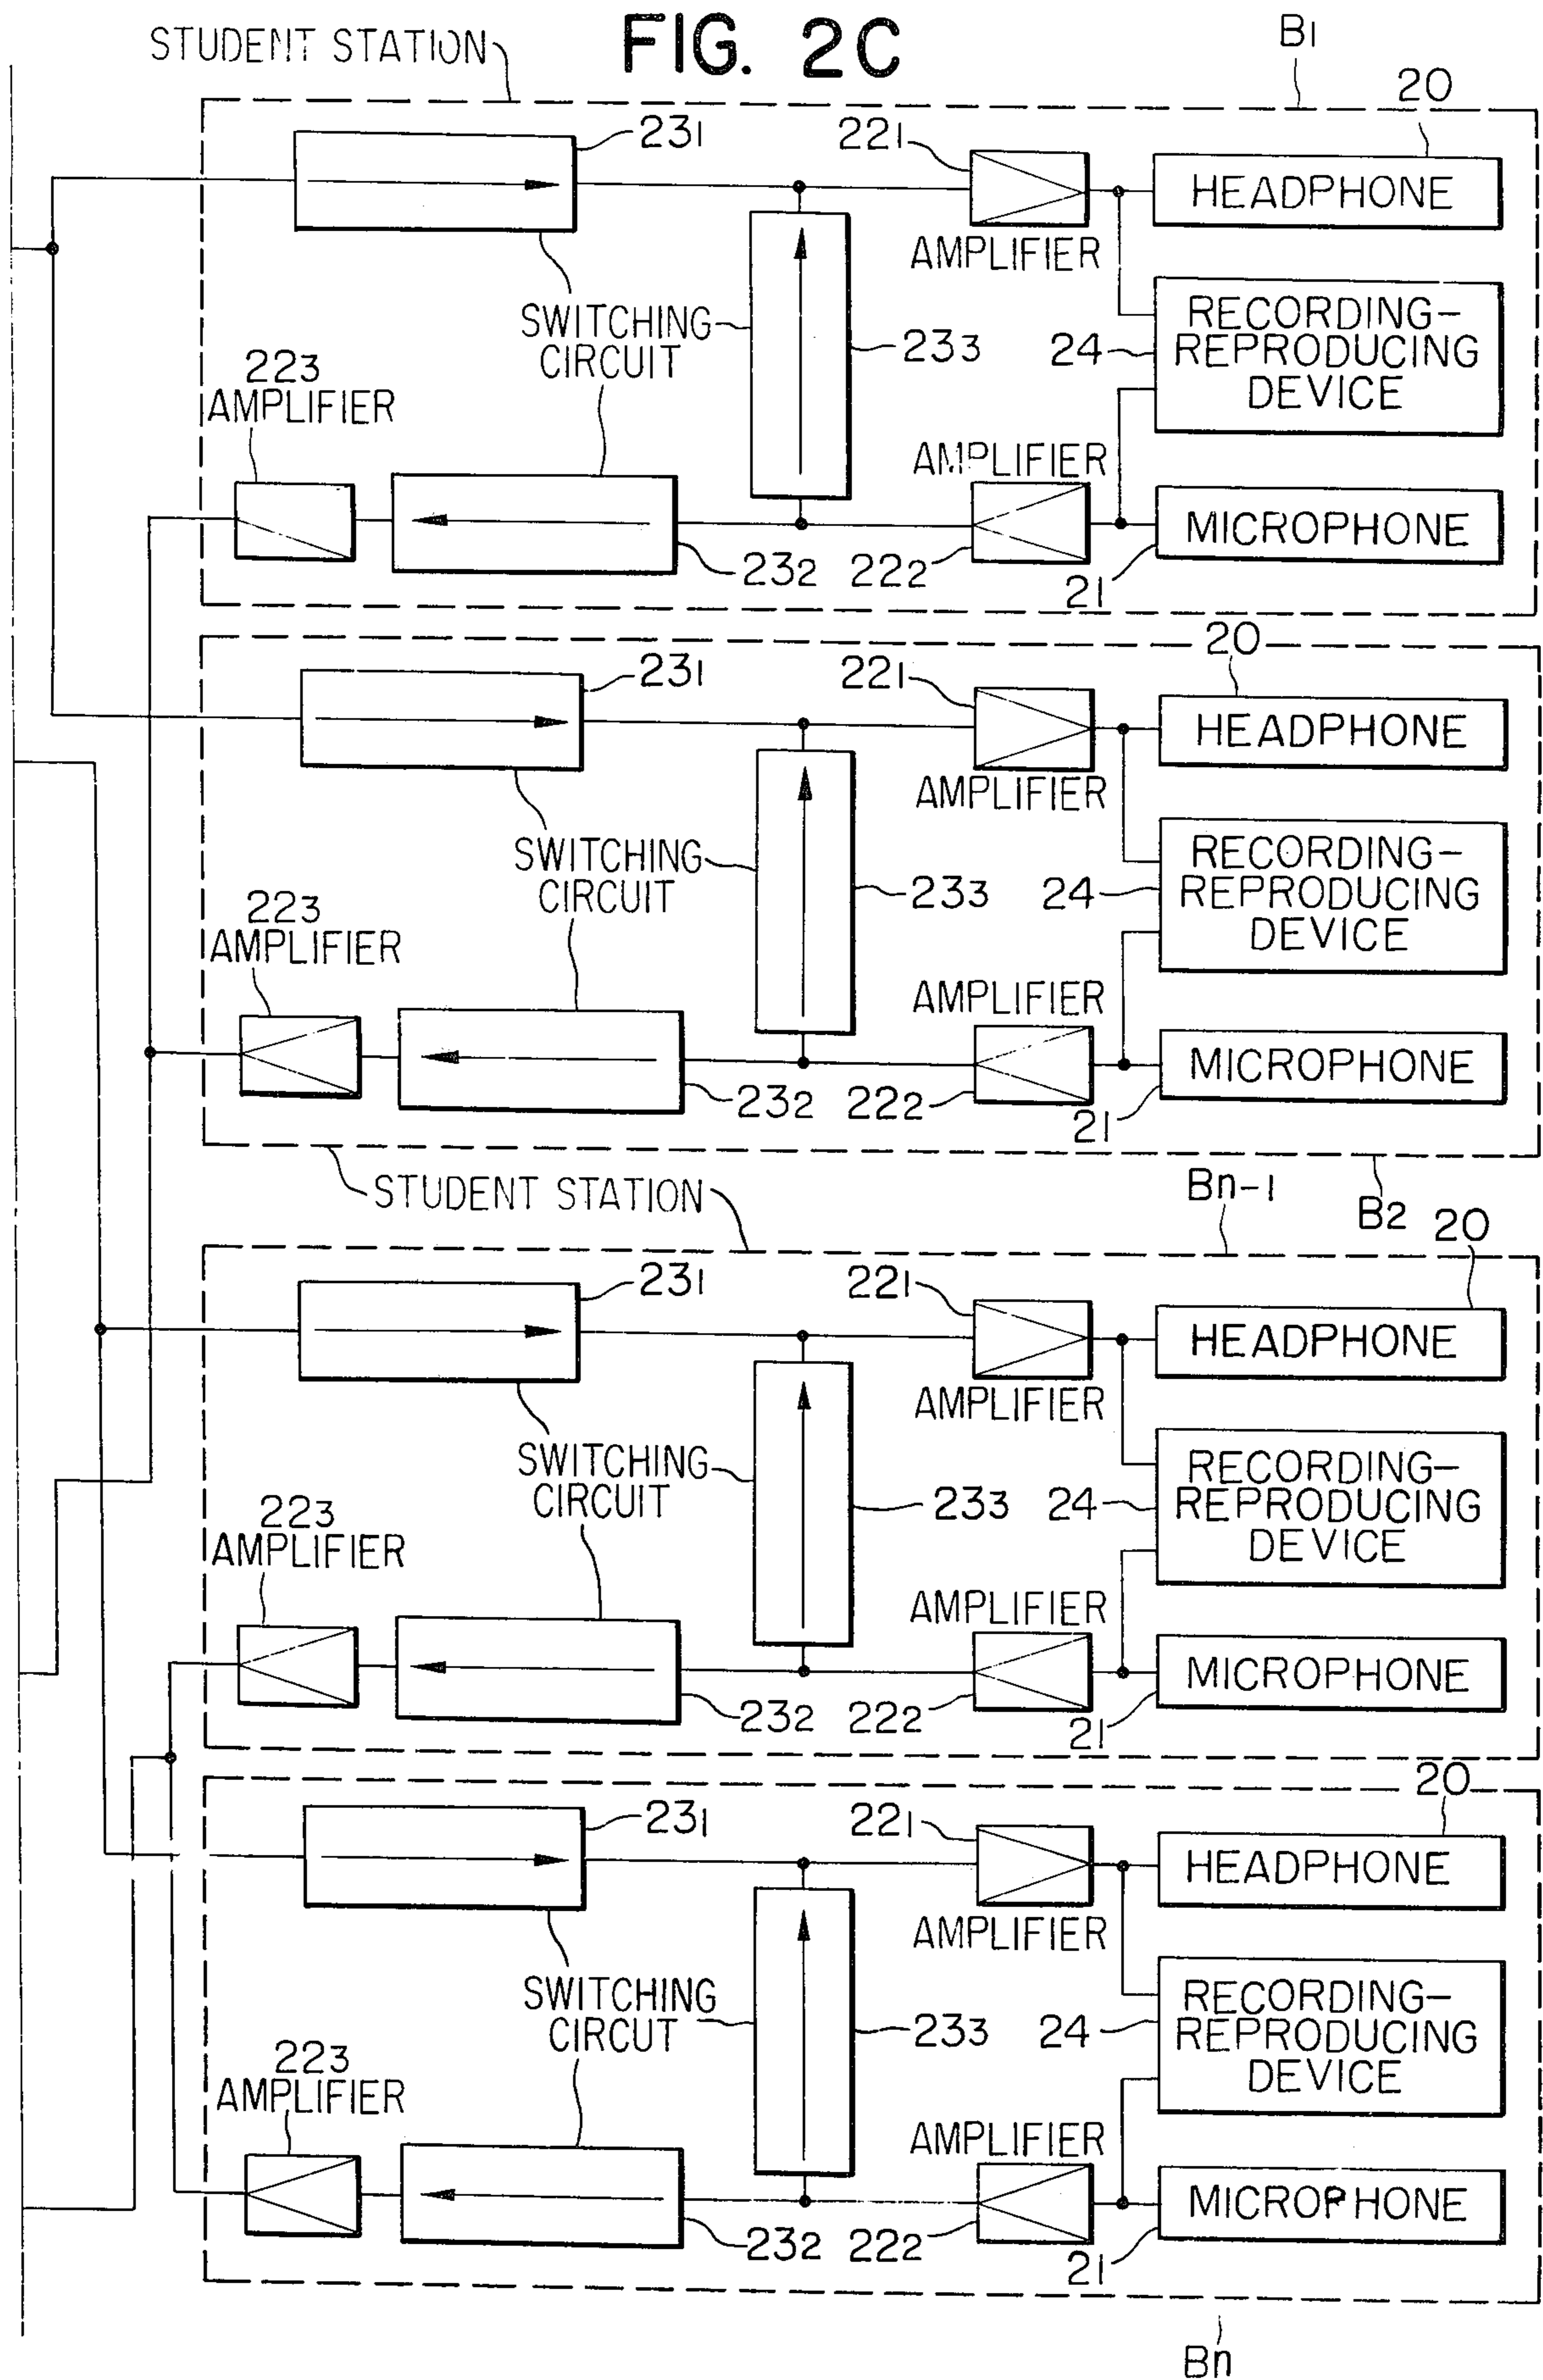 FIG. 2C
STUDENT STATION
B1
20
231
221
HEADPHONE
AMPLIFIER
SWITCHING
CIRCUIT
233
24
RECORDING-
REPRODUCING
DEVICE
223
AMPLIFIER
AMPLIFIER
MICROPHONE
232
222
21
20
231
221
HEADPHONE
AMPLIFIER
SWITCHING
CIRCUIT
233
24
RECORDING-
REPRODUCING
DEVICE
223
AMPLIFIER
AMPLIFIER
MICROPHONE
232
222
21
STUDENT STATION
Bn-1
B2
20
231
221
HEADPHONE
AMPLIFIER
SWITCHING
CIRCUIT
233
24
RECORDING-
REPRODUCING
DEVICE
223
AMPLIFIER
AMPLIFIER
MICROPHONE
232
222
21
20
231
221
HEADPHONE
AMPLIFIER
SWITCHING
CIRCUT
233
24
RECORDING-
REPRODUCING
DEVICE
223
AMPLIFIER
AMPLIFIER
MICROPHONE
232
222
21
Bn